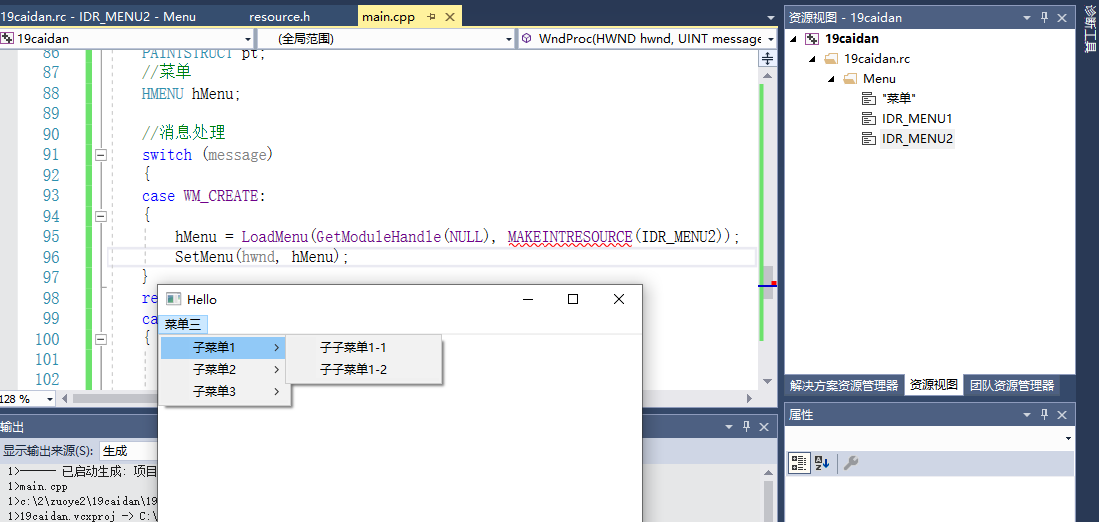 19caidan.rc - IDR_MENU2 - Menu
resource.h
main.cpp
19caidan
(全局范围)
WndProc(HWND hwnd, UINT message
86 PAINTSTRUCT pt;
87 //菜单
88 HMENU hMenu;
89
90 //消息处理
91 switch (message)
92 {
93 case WM_CREATE:
94 {
95 hMenu = LoadMenu(GetModuleHandle(NULL), MAKEINTRESOURCE(IDR_MENU2));
96 SetMenu(hwnd, hMenu);
97 }
98 re
99 ca
100 {
101
102
128 %
Hello
菜单三
子菜单1
子菜单2
子菜单3
子子菜单1-1
子子菜单1-2
输出
显示输出来源(S): 生成
1>------ 已启动生成: 项目
1>main.cpp
1>c:\2\zuoye2\19caidan\19
1>19caidan.vcxproj -> C:\
资源视图 - 19caidan
19caidan
19caidan.rc
Menu
"菜单"
IDR_MENU1
IDR_MENU2
解决方案资源管理器
资源视图
团队资源管理器
属性
诊断工具